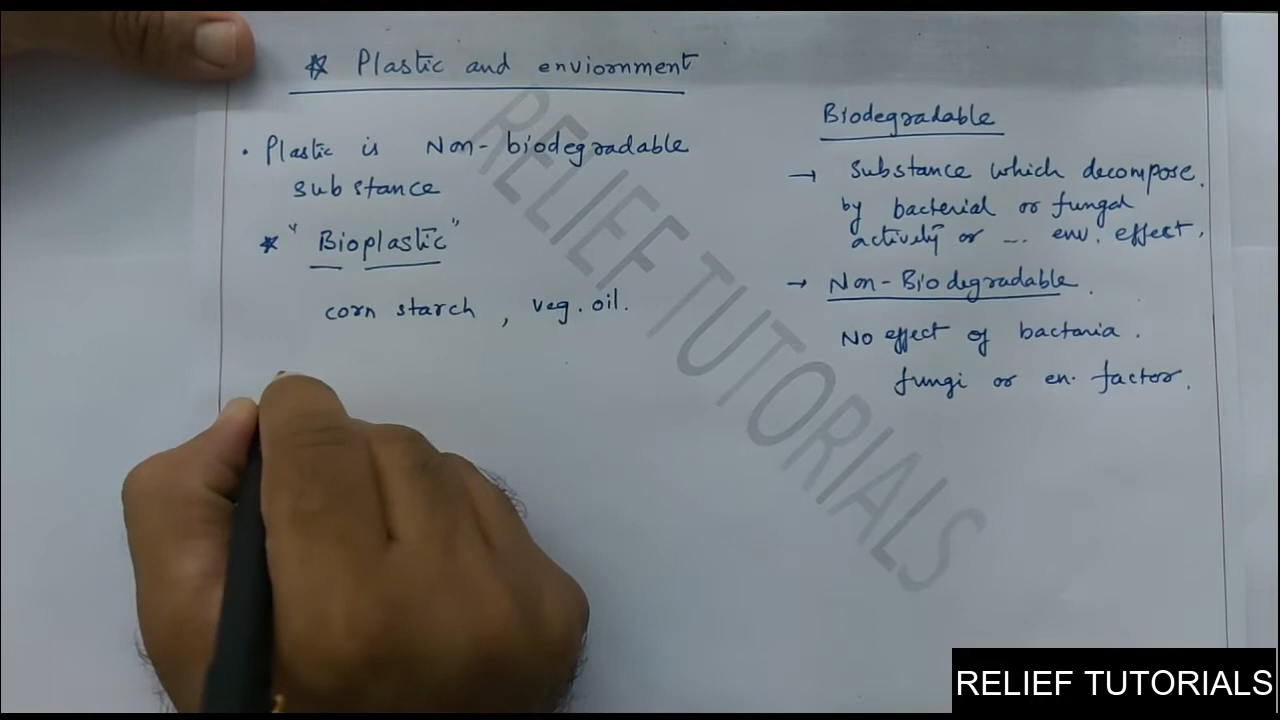 ☆ Plastic and enviornment
• Plastic is Non-biodegradable
substance
☆ "Bioplastic"
corn starch, veg. oil.
Biodegradable
→ substance which decompose.
by bacterial or fungal
activity or ... env. effect.
→ Non-Biodegradable.
No effect of bacteria.
fungi or en. factor.
RELIEF TUTORIALS
RELIEF TUTORIALS